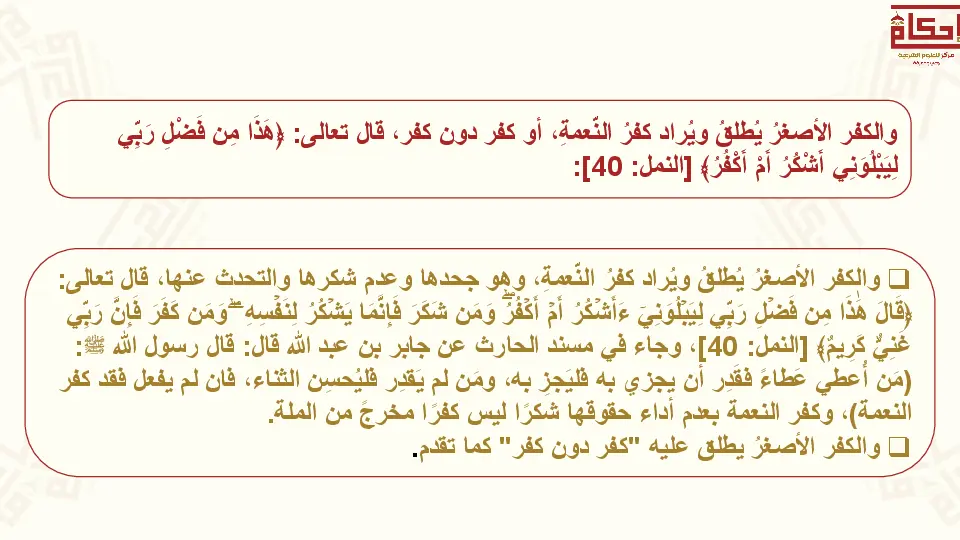 إحكام
مركز للعلوم الشرعية
والكفر الأصغرُ يُطلقُ ويُراد كفرُ النّعمةِ، أو كفر دون كفر، قال تعالى: ﴿هَذَا مِن فَضْلِ رَبِّي
لِيَبْلُوَنِي أَشْكُرُ أَمْ أَكْفُرُ﴾ [النمل: 40]:
❑ والكفر الأصغرُ يُطلقُ ويُراد كفرُ النّعمةِ، وهو جحدها وعدم شكرها والتحدث عنها، قال تعالى:
﴿قَالَ هَٰذَا مِن فَضۡلِ رَبِّي لِيَبۡلُوَنِيٓ ءَأَشۡكُرُ أَمۡ أَكۡفُرُۖ وَمَن شَكَرَ فَإِنَّمَا يَشۡكُرُ لِنَفۡسِهِۦۖ وَمَن كَفَرَ فَإِنَّ رَبِّي
غَنِيٌّ كَرِيمٌ﴾ [النمل: 40]، وجاء في مسند الحارث عن جابر بن عبد الله قال: قال رسول الله ﷺ:
(مَن أُعطي عَطاءً فقَدِر أن يجزي به فليَجزِ به، ومَن لم يَقدِر فليُحسِن الثناء، فان لم يفعل فقد كفر
النعمة)، وكفر النعمة بعدم أداء حقوقها شكرًا ليس كفرًا مخرجً من الملة.
❑ والكفر الأصغرُ يطلق عليه "كفر دون كفر" كما تقدم.